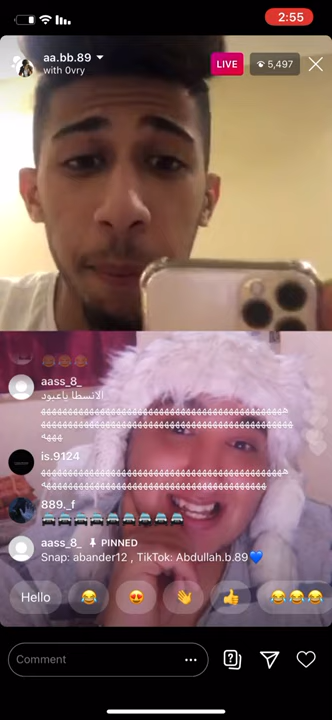 2:55
aa.bb.89
with 0vry
LIVE
5,497
aass_8_
الانسطا ياعبود
is.9124
889._f
aass_8_ PINNED
Snap: abander12 , TikTok: Abdullah.b.89💙
Hello
Comment